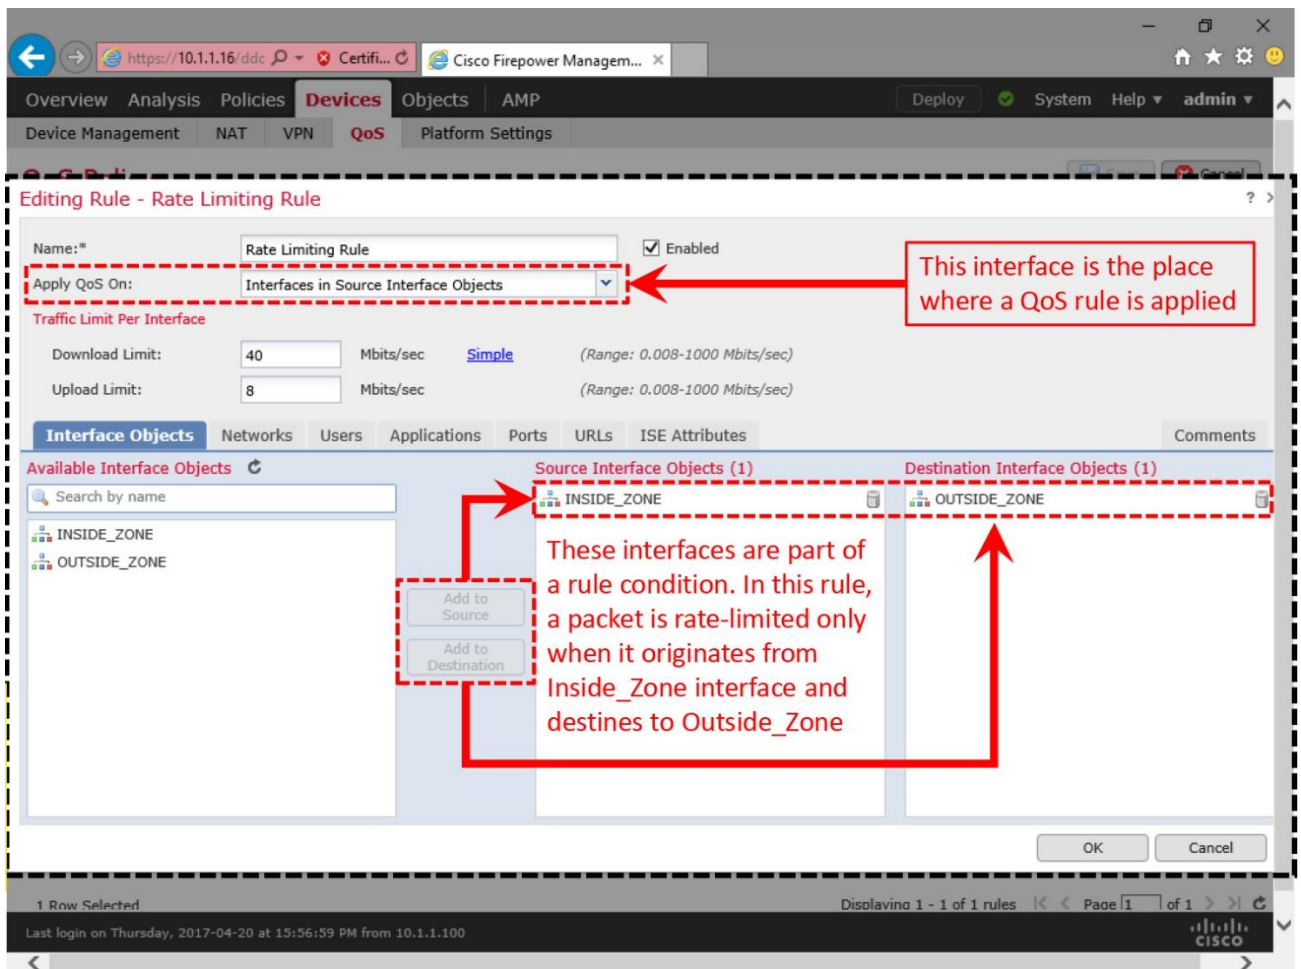 https://10.1.1.16/ddc
Certifi...
Cisco Firepower Managem...
Overview Analysis Policies Devices Objects AMP
Deploy System Help admin
Device Management NAT VPN QoS Platform Settings
Cancel
Editing Rule - Rate Limiting Rule
?
Name:* Rate Limiting Rule Enabled
Apply QoS On: Interfaces in Source Interface Objects
This interface is the place
where a QoS rule is applied
Traffic Limit Per Interface
Download Limit: 40 Mbits/sec Simple (Range: 0.008-1000 Mbits/sec)
Upload Limit: 8 Mbits/sec (Range: 0.008-1000 Mbits/sec)
Interface Objects Networks Users Applications Ports URLs ISE Attributes Comments
Available Interface Objects
Source Interface Objects (1)
Destination Interface Objects (1)
Search by name
INSIDE_ZONE
OUTSIDE_ZONE
INSIDE_ZONE
OUTSIDE_ZONE
Add to
Source
Add to
Destination
These interfaces are part of
a rule condition. In this rule,
a packet is rate-limited only
when it originates from
Inside_Zone interface and
destines to Outside_Zone
OK Cancel
1 Row Selected
Displaying 1 - 1 of 1 rules Page 1 of 1
Last login on Thursday, 2017-04-20 at 15:56:59 PM from 10.1.1.100
CISCO